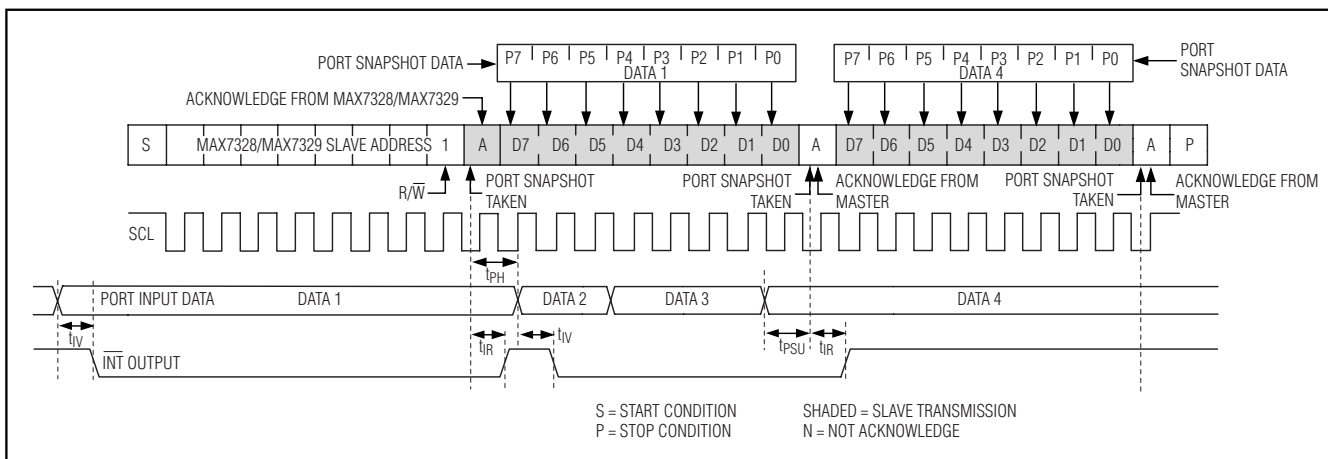 PORT SNAPSHOT DATA
P7 P6 P5 P4 P3 P2 P1 P0
DATA 1
P7 P6 P5 P4 P3 P2 P1 P0
DATA 4
PORT
SNAPSHOT DATA
ACKNOWLEDGE FROM MAX7328/MAX7329
S MAX7328/MAX7329 SLAVE ADDRESS 1 A D7 D6 D5 D4 D3 D2 D1 D0 A D7 D6 D5 D4 D3 D2 D1 D0 A P
R/W̅
PORT SNAPSHOT
TAKEN
PORT SNAPSHOT
TAKEN
ACKNOWLEDGE FROM
MASTER
PORT SNAPSHOT
TAKEN
ACKNOWLEDGE FROM
MASTER
SCL
tPH
PORT INPUT DATA DATA 1 DATA 2 DATA 3 DATA 4
tIV tIR tIV tPSU tIR
I̅N̅T̅ OUTPUT
S = START CONDITION SHADED = SLAVE TRANSMISSION
P = STOP CONDITION N = NOT ACKNOWLEDGE